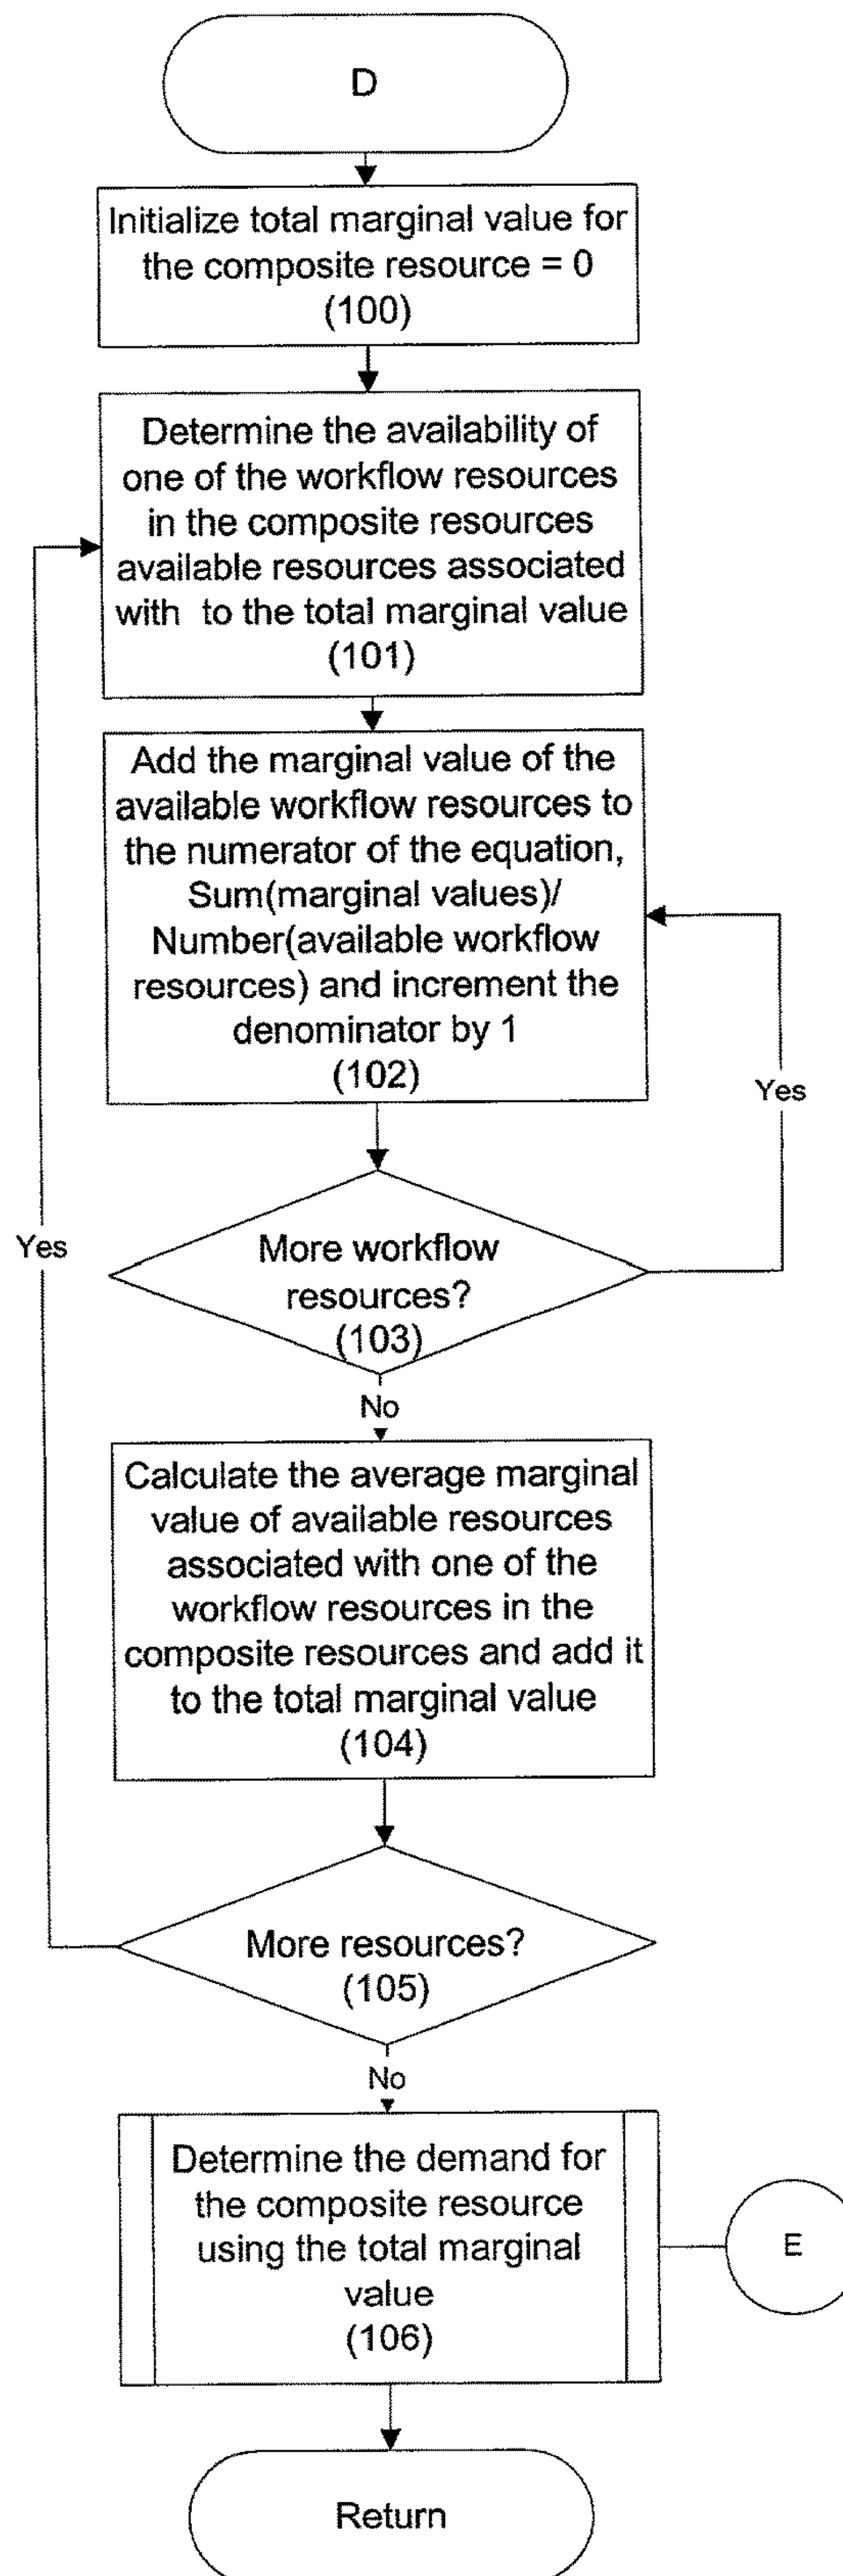 D
Initialize total marginal value for
the composite resource = 0
(100)
Determine the availability of
one of the workflow resources
in the composite resources
available resources associated
with to the total marginal value
(101)
Add the marginal value of the
available workflow resources to
the numerator of the equation,
Sum(marginal values)/
Number(available workflow
resources) and increment the
denominator by 1
(102)
Yes
Yes
More workflow
resources?
(103)
No
Calculate the average marginal
value of available resources
associated with one of the
workflow resources in the
composite resources and add it
to the total marginal value
(104)
More resources?
(105)
No
Determine the demand for
the composite resource
using the total marginal
value
(106)
E
Return